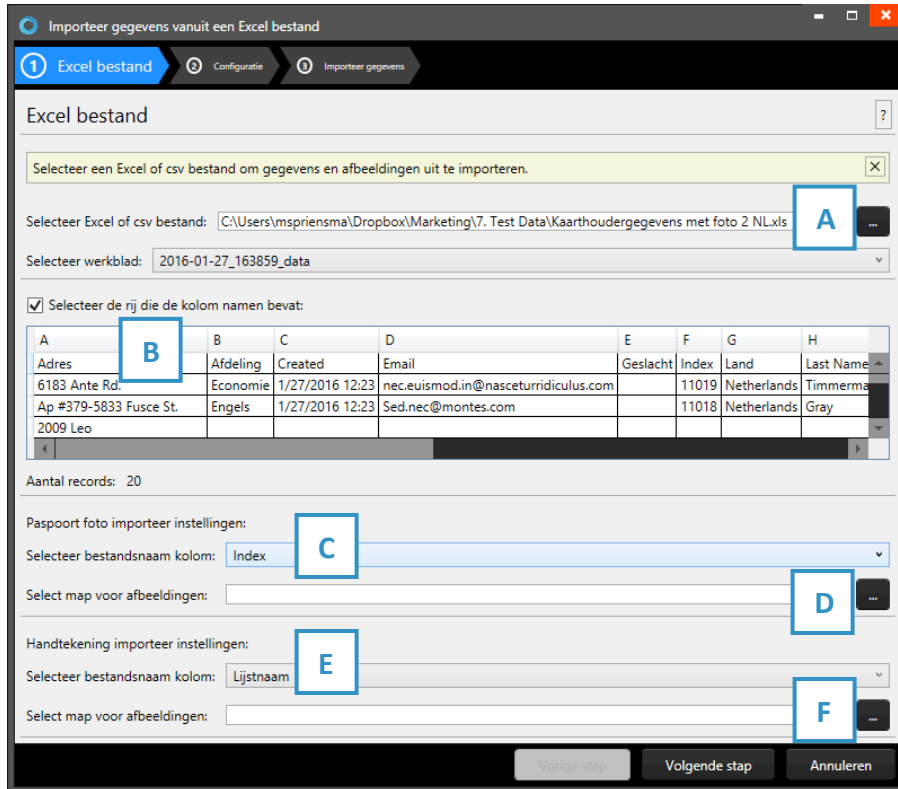 Importeer gegevens vanuit een Excel bestand
1 Excel bestand 2 Configuratie 3 Importeer gegevens
Excel bestand ?
Selecteer een Excel of csv bestand om gegevens en afbeeldingen uit te importeren.
Selecteer Excel of csv bestand: C:\Users\mspriensma\Dropbox\Marketing\7. Test Data\Kaarthoudergegevens met foto 2 NL.xls A ...
Selecteer werkblad: 2016-01-27_163859_data
Selecteer de rij die de kolom namen bevat:
A B C D E F G H
B
Adres Afdeling Created Email Geslacht Index Land Last Name
6183 Ante Rd. Economie 1/27/2016 12:23 nec.euismod.in@nasceturridiculus.com 11019 Netherlands Timmerma
Ap #379-5833 Fusce St. Engels 1/27/2016 12:23 Sed.nec@montes.com 11018 Netherlands Gray
2009 Leo
Aantal records: 20
Paspoort foto importeer instellingen:
Selecteer bestandsnaam kolom: Index C
Select map voor afbeeldingen: D ...
Handtekening importeer instellingen:
Selecteer bestandsnaam kolom: Lijstnaam E
Select map voor afbeeldingen: F ...
Vorige stap Volgende stap Annuleren